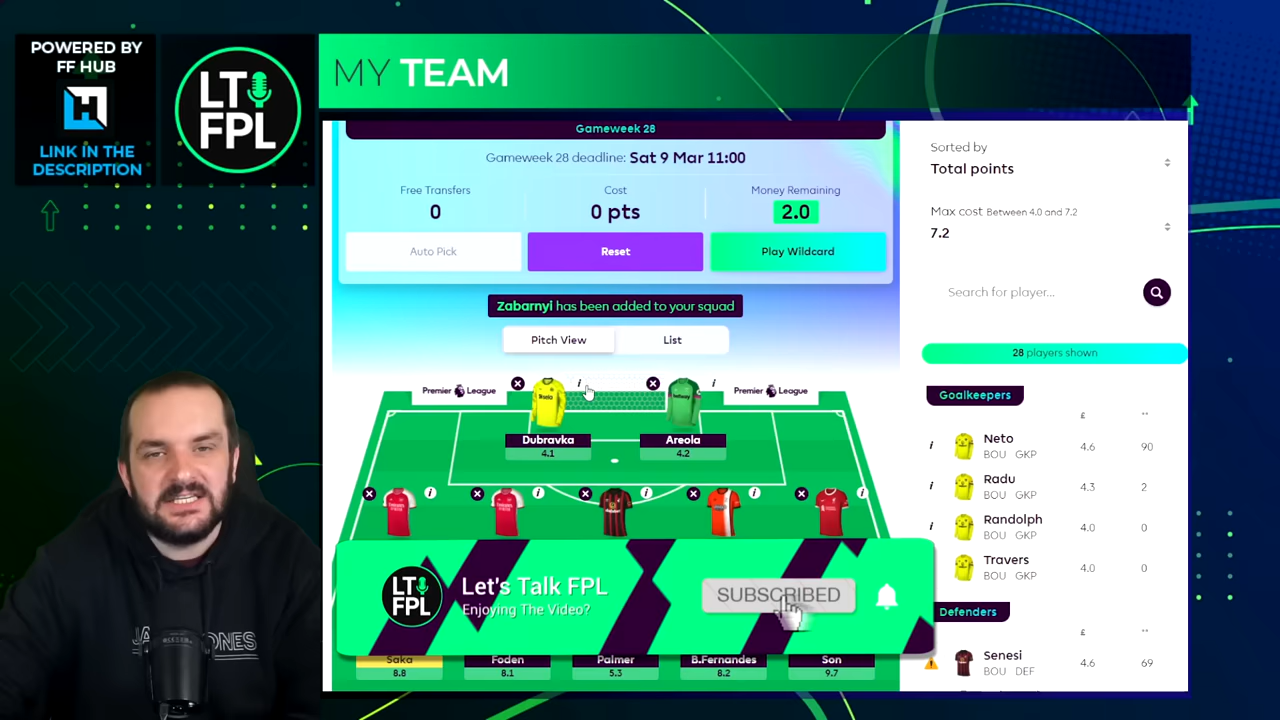 POWERED BY
FF HUB
LINK IN THE
DESCRIPTION
LT
FPL
MY TEAM
Gameweek 28
Gameweek 28 deadline: Sat 9 Mar 11:00
Free Transfers
0
Cost
0 pts
Money Remaining
2.0
Auto Pick
Reset
Play Wildcard
Zabarnyi has been added to your squad
Pitch View
List
Premier League
Premier League
Dubravka
4.1
Areola
4.2
LT
FPL
Let's Talk FPL
Enjoying The Video?
SUBSCRIBED
Saka
8.8
Foden
8.1
Palmer
5.3
B.Fernandes
8.2
Son
9.7
Sorted by
Total points
Max cost Between 4.0 and 7.2
7.2
Search for player...
28 players shown
Goalkeepers
£ **
Neto
BOU GKP
4.6 90
Radu
BOU GKP
4.3 2
Randolph
BOU GKP
4.0 0
Travers
BOU GKP
4.0 0
Defenders
£ **
Senesi
BOU DEF
4.6 69